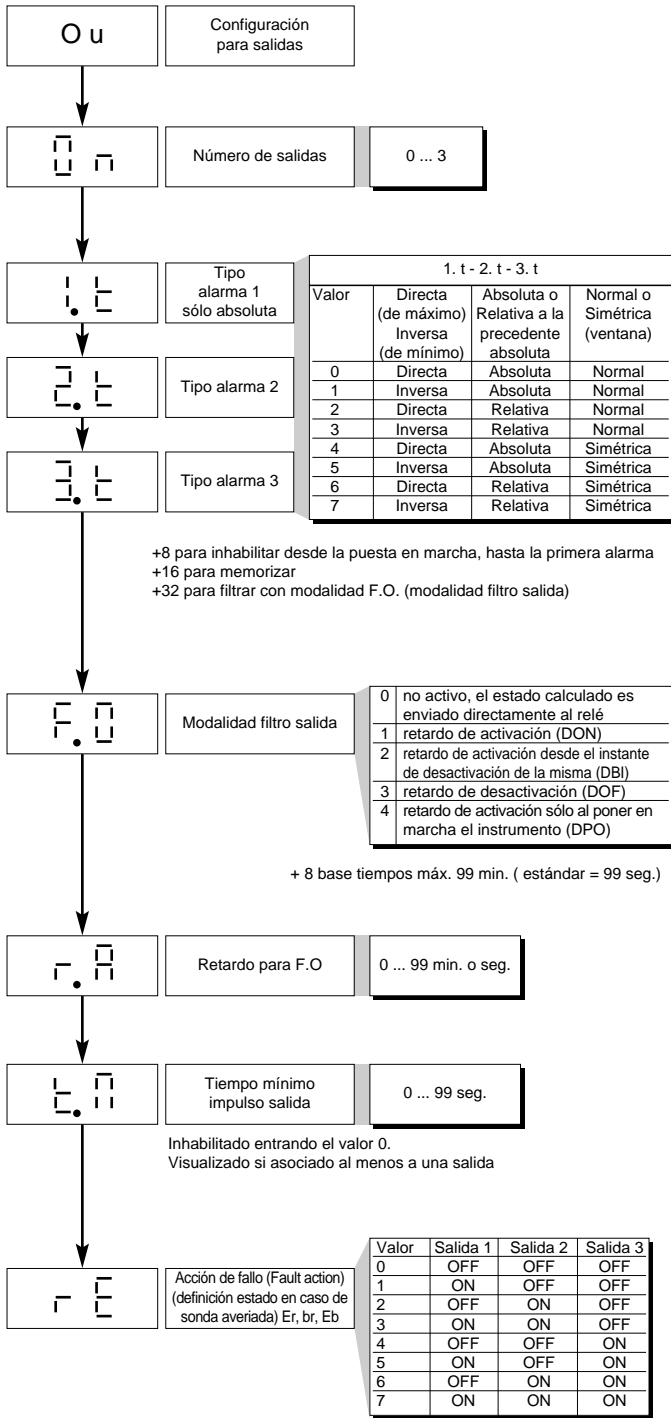 O u
Configuración
para salidas
0 n
Número de salidas
0 ... 3
1.t
Tipo
alarma 1
sólo absoluta
2.t
Tipo alarma 2
3.t
Tipo alarma 3
1. t - 2. t - 3. t
Valor Directa Absoluta o Normal o
(de máximo) Relativa a la Simétrica
Inversa precedente (ventana)
(de mínimo) absoluta
0 Directa Absoluta Normal
1 Inversa Absoluta Normal
2 Directa Relativa Normal
3 Inversa Relativa Normal
4 Directa Absoluta Simétrica
5 Inversa Absoluta Simétrica
6 Directa Relativa Simétrica
7 Inversa Relativa Simétrica
+8 para inhabilitar desde la puesta en marcha, hasta la primera alarma
+16 para memorizar
+32 para filtrar con modalidad F.O. (modalidad filtro salida)
F.0
Modalidad filtro salida
0 no activo, el estado calculado es
enviado directamente al relé
1 retardo de activación (DON)
2 retardo de activación desde el instante
de desactivación de la misma (DBI)
3 retardo de desactivación (DOF)
4 retardo de activación sólo al poner en
marcha el instrumento (DPO)
+ 8 base tiempos máx. 99 min. ( estándar = 99 seg.)
r.A
Retardo para F.O
0 ... 99 min. o seg.
t.M
Tiempo mínimo
impulso salida
0 ... 99 seg.
Inhabilitado entrando el valor 0.
Visualizado si asociado al menos a una salida
r E
Acción de fallo (Fault action)
(definición estado en caso de
sonda averiada) Er, br, Eb
Valor Salida 1 Salida 2 Salida 3
0 OFF OFF OFF
1 ON OFF OFF
2 OFF ON OFF
3 ON ON OFF
4 OFF OFF ON
5 ON OFF ON
6 OFF ON ON
7 ON ON ON